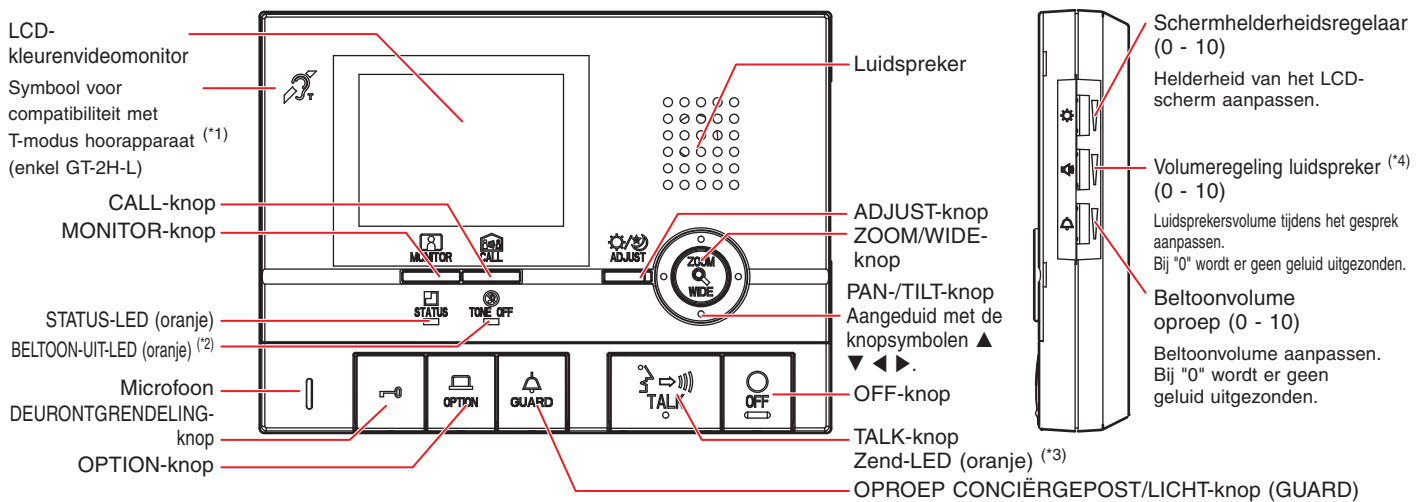 LCD-
kleurenvideomonitor
Symbool voor
compatibiliteit met
T-modus hoorapparaat (*1)
(enkel GT-2H-L)
CALL-knop
MONITOR-knop
STATUS-LED (oranje)
BELTOON-UIT-LED (oranje) (*2)
Microfoon
DEURONTGRENDELING-
knop
OPTION-knop
T
MONITOR
CALL
ADJUST
ZOOM
WIDE
STATUS
TONE OFF
OPTION
GUARD
TALK
OFF
Luidspreker
ADJUST-knop
ZOOM/WIDE-
knop
PAN-/TILT-knop
Aangeduid met de
knopsymbolen ▲
▼ ◀ ▶.
OFF-knop
TALK-knop
Zend-LED (oranje) (*3)
OPROEP CONCIËRGEPOST/LICHT-knop (GUARD)
Schermhelderheidsregelaar
(0 - 10)
Helderheid van het LCD-
scherm aanpassen.
Volumeregeling luidspreker (*4)
(0 - 10)
Luidsprekersvolume tijdens het gesprek
aanpassen.
Bij "0" wordt er geen geluid uitgezonden.
Beltoonvolume
oproep (0 - 10)
Beltoonvolume aanpassen.
Bij "0" wordt er geen
geluid uitgezonden.